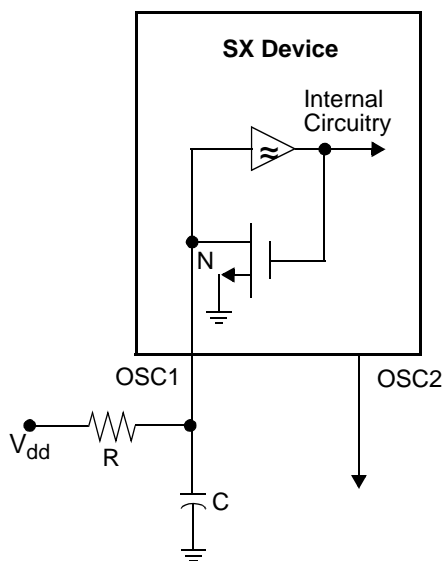 SX Device
Internal
Circuitry
≈
N
OSC1
OSC2
Vdd
R
C